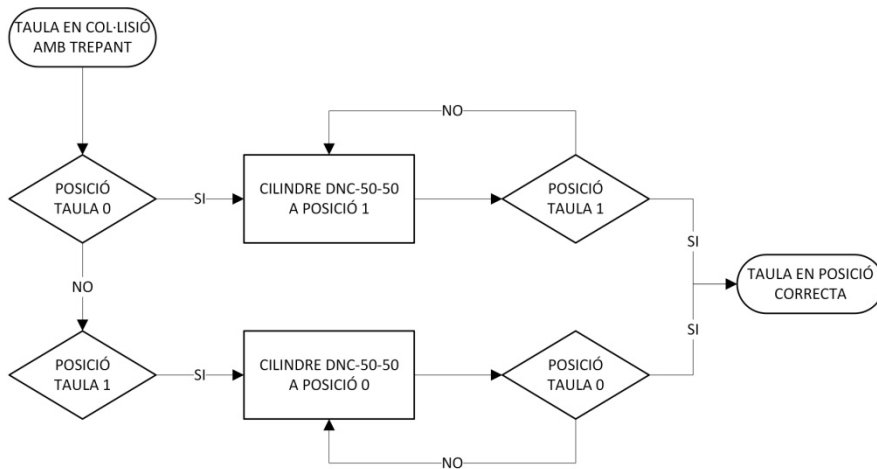 TAULA EN COL·LISIÓ
AMB TREPANT
NO
POSICIÓ
TAULA 0
SI
CILINDRE DNC-50-50
A POSICIÓ 1
POSICIÓ
TAULA 1
SI
NO
TAULA EN POSICIÓ
CORRECTA
SI
POSICIÓ
TAULA 1
SI
CILINDRE DNC-50-50
A POSICIÓ 0
POSICIÓ
TAULA 0
NO